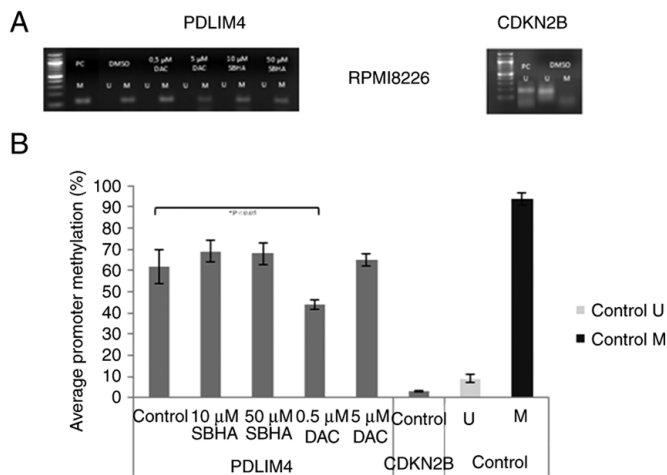 A
PDLIM4
CDKN2B
PC DMSO 0,5 µM DAC 5 µM DAC 10 µM SBHA 50 µM SBHA
M U M U M U M U M U M
RPMI8226
PC DMSO
U U M
B
Average promoter methylation (%)
100
90
80
70
60
50
40
30
20
10
0
*P<0.05
Control U
Control M
Control 10 µM SBHA 50 µM SBHA 0.5 µM DAC 5 µM DAC Control U M
PDLIM4 CDKN2B Control